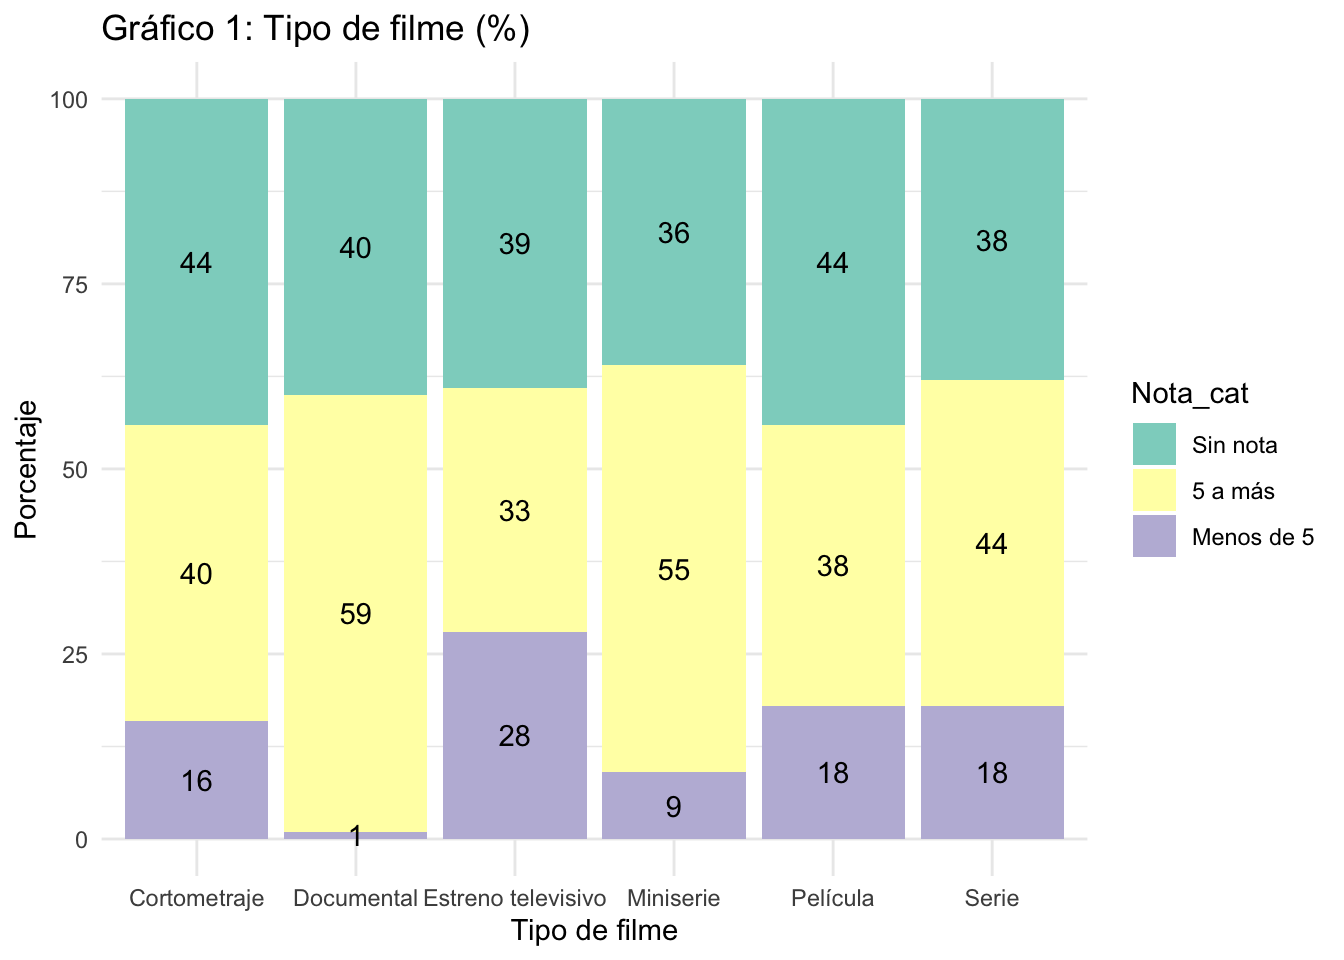 Gráfico 1: Tipo de filme (%)
Porcentaje
100
75
50
25
0
44
40
39
36
44
38
40
59
33
55
38
44
16
1
28
9
18
18
Cortometraje
Documental
Estreno televisivo
Miniserie
Película
Serie
Tipo de filme
Nota_cat
Sin nota
5 a más
Menos de 5